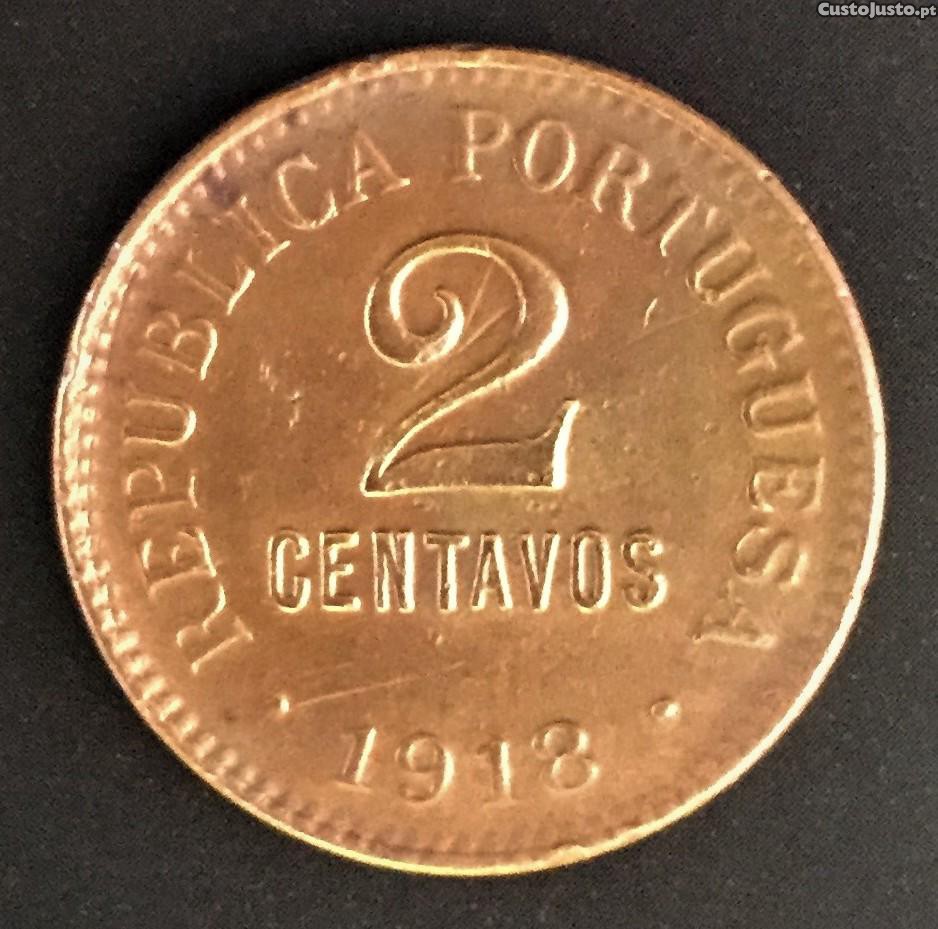 CustoJusto.pt
REPUBLICA PORTUGUESA
2
CENTAVOS
• 1918 •